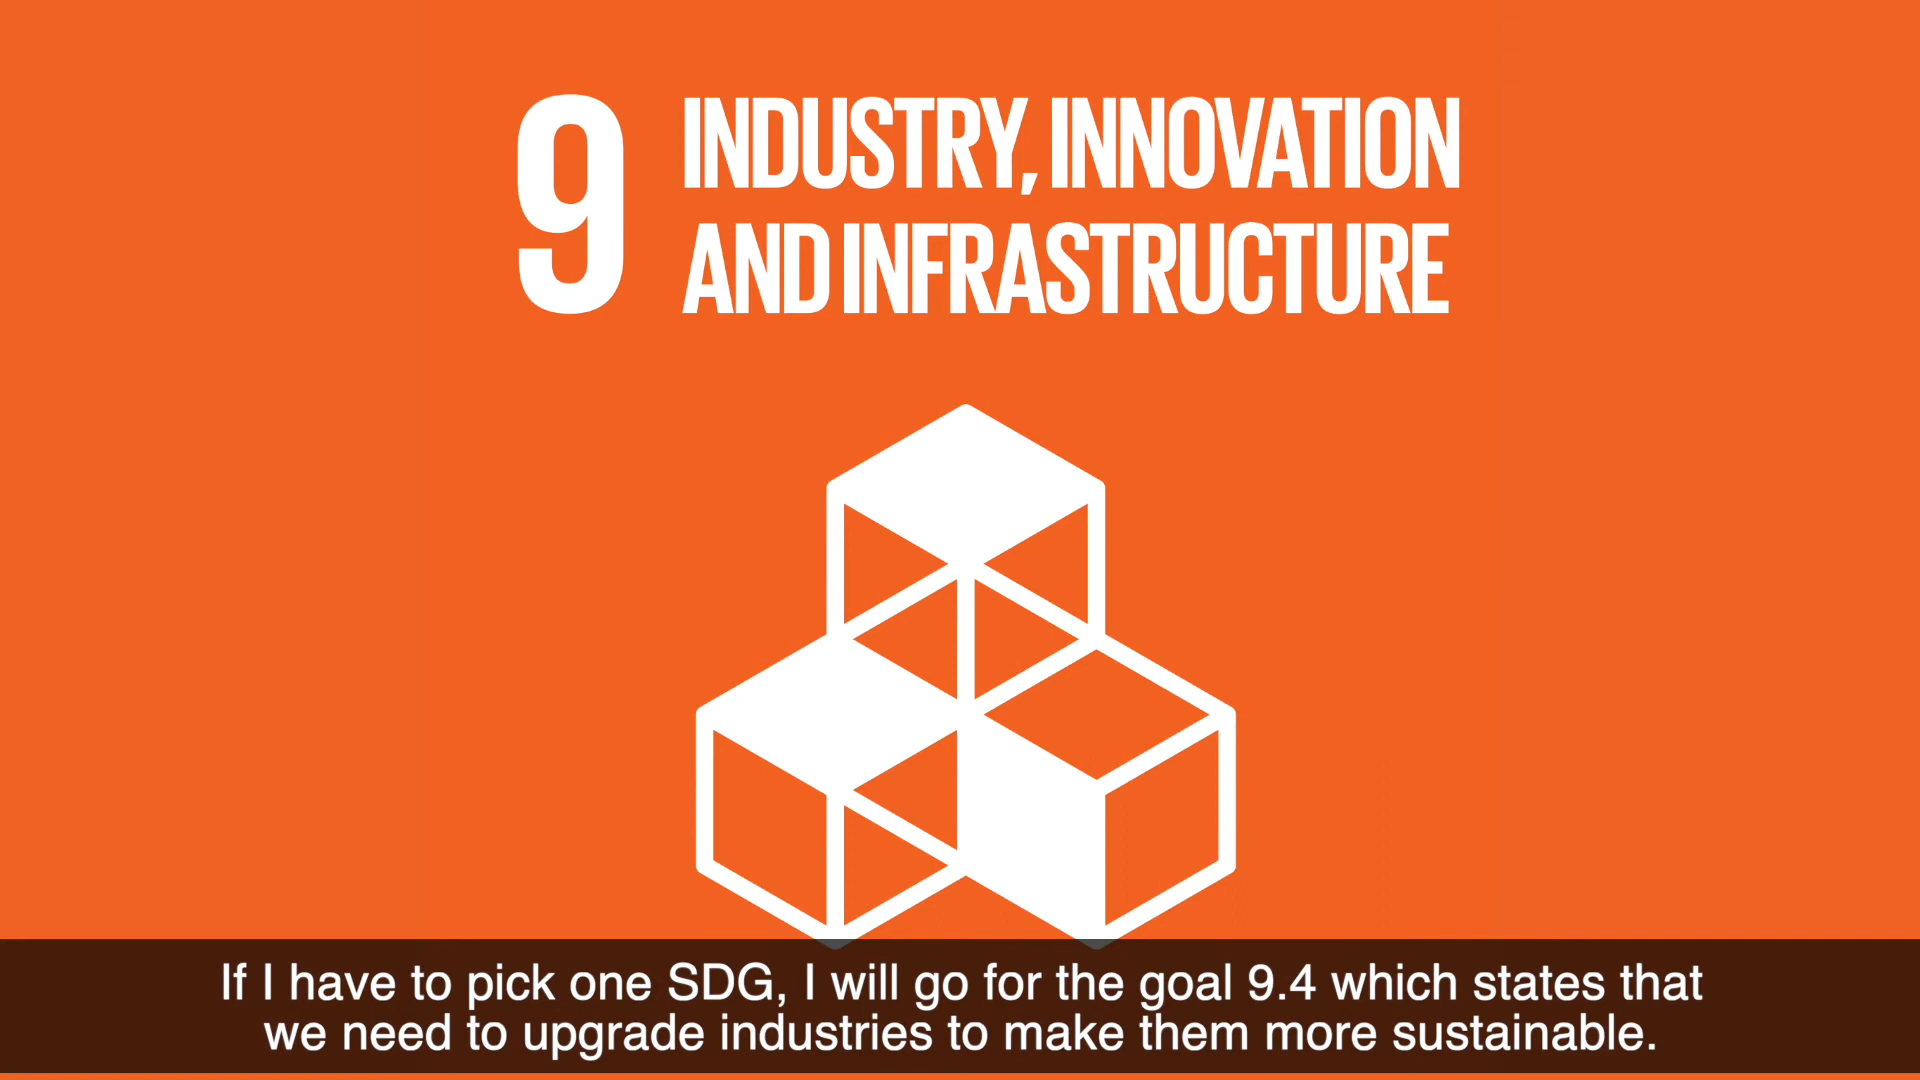 9
INDUSTRY, INNOVATION
AND INFRASTRUCTURE
If I have to pick one SDG, I will go for the goal 9.4 which states that
we need to upgrade industries to make them more sustainable.